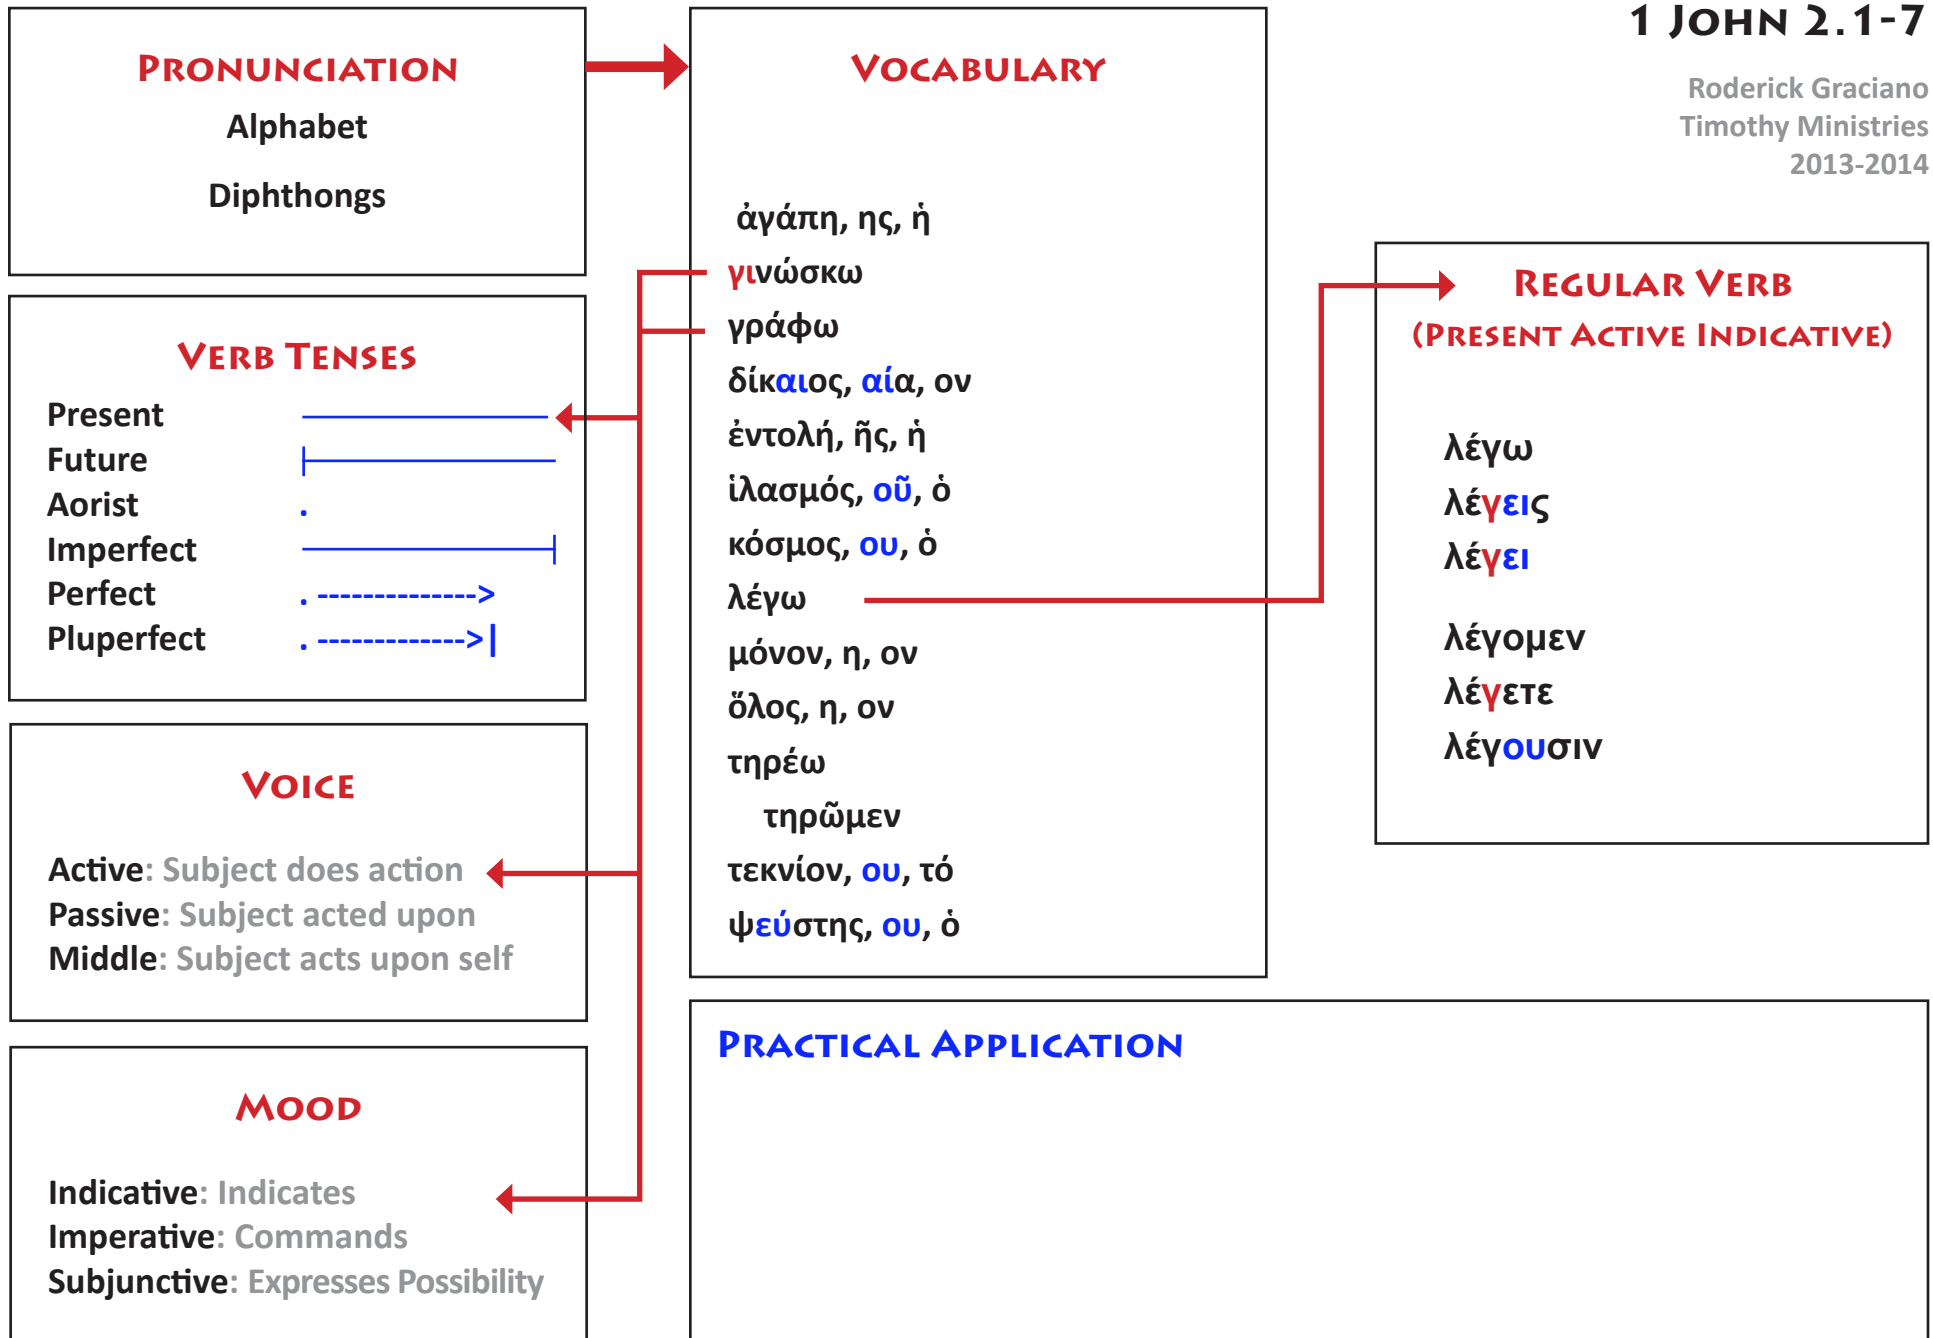 1 John 2.1-7
Roderick Graciano
Timothy Ministries
2013-2014
Pronunciation
Alphabet
Diphthongs
Verb Tenses
Present
Future
Aorist .
Imperfect
Perfect . -------------->
Pluperfect . ------------->|
Voice
Active: Subject does action
Passive: Subject acted upon
Middle: Subject acts upon self
Mood
Indicative: Indicates
Imperative: Commands
Subjunctive: Expresses Possibility
Vocabulary
ἀγάπη, ης, ἡ
γινώσκω
γράφω
δίκαιος, αία, ον
ἐντολή, ῆς, ἡ
ἱλασμός, οῦ, ὁ
κόσμος, ου, ὁ
λέγω
μόνον, η, ον
ὅλος, η, ον
τηρέω
τηρῶμεν
τεκνίον, ου, τό
ψεύστης, ου, ὁ
Regular Verb
(Present Active Indicative)
λέγω
λέγεις
λέγει
λέγομεν
λέγετε
λέγουσιν
Practical Application